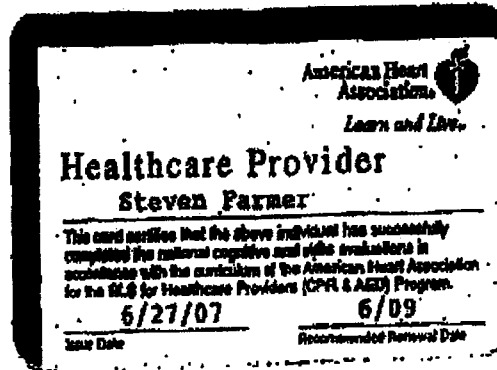 American Heart
Association®
Learn and Live℠
Healthcare Provider
Steven Farmer
This card certifies that the above individual has successfully
completed the national cognitive and skills evaluations in
accordance with the curriculum of the American Heart Association
for the BLS for Healthcare Providers (CPR & AED) Program.
6/27/07 6/09
Issue Date Recommended Renewal Date